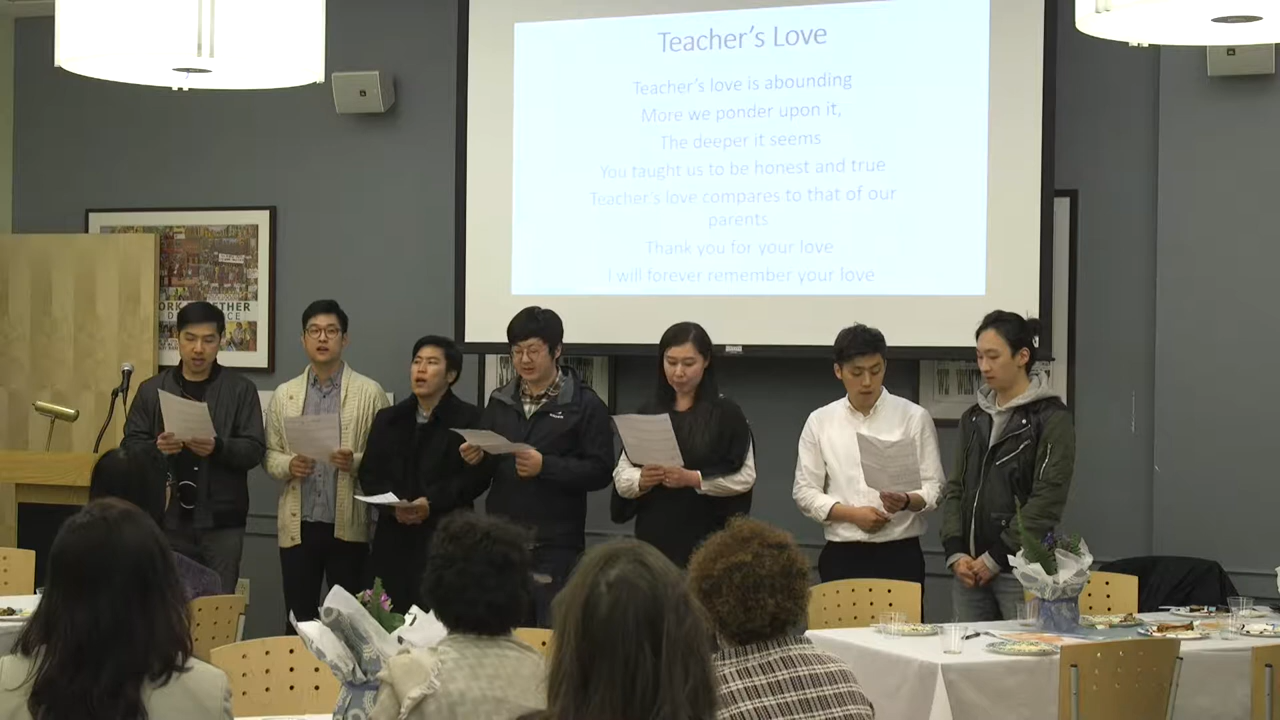 Teacher's Love
Teacher's love is abounding
More we ponder upon it,
The deeper it seems
You taught us to be honest and true
Teacher's love compares to that of our
parents
Thank you for your love
I will forever remember your love